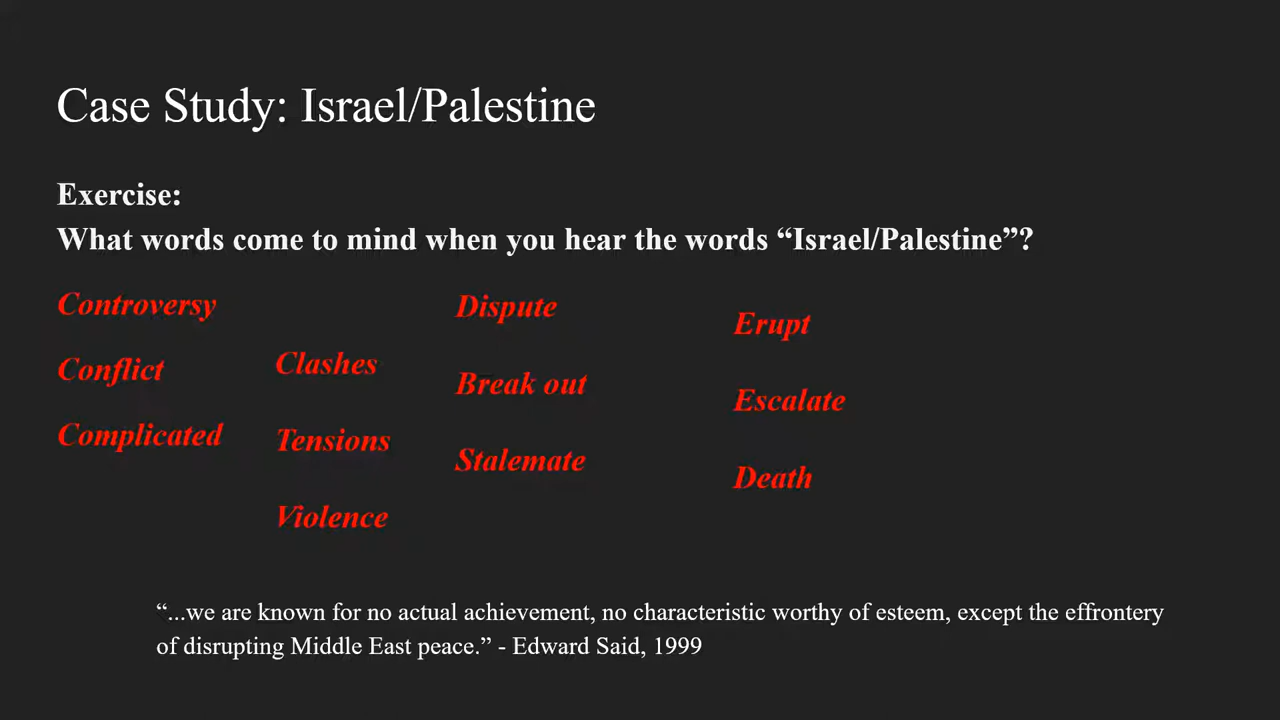 Case Study: Israel/Palestine
Exercise:
What words come to mind when you hear the words “Israel/Palestine”?
Controversy
Conflict
Complicated
Clashes
Tensions
Violence
Dispute
Break out
Stalemate
Erupt
Escalate
Death
“...we are known for no actual achievement, no characteristic worthy of esteem, except the effrontery
of disrupting Middle East peace.” - Edward Said, 1999